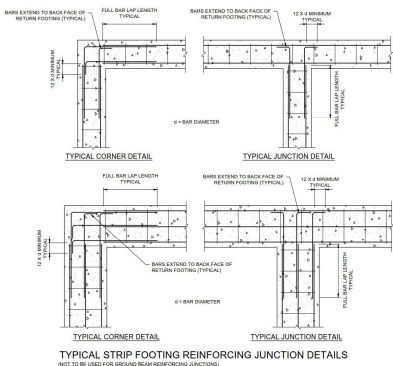 BARS EXTEND TO BACK FACE OF
RETURN FOOTING (TYPICAL)
FULL BAR LAP LENGTH
TYPICAL
12 X d MINIMUM
TYPICAL
d = BAR DIAMETER
TYPICAL CORNER DETAIL
BARS EXTEND TO BACK FACE OF
RETURN FOOTING (TYPICAL)
12 X d MINIMUM
TYPICAL
FULL BAR LAP LENGTH
TYPICAL
TYPICAL JUNCTION DETAIL
FULL BAR LAP LENGTH
TYPICAL
12 X d MINIMUM
TYPICAL
BARS EXTEND TO BACK FACE OF
RETURN FOOTING (TYPICAL)
d = BAR DIAMETER
TYPICAL CORNER DETAIL
BARS EXTEND TO BACK FACE OF
RETURN FOOTING (TYPICAL)
12 X d MINIMUM
TYPICAL
FULL BAR LAP LENGTH
TYPICAL
TYPICAL JUNCTION DETAIL
TYPICAL STRIP FOOTING REINFORCING JUNCTION DETAILS
(NOT TO BE USED FOR GROUND BEAM REINFORCING JUNCTIONS)